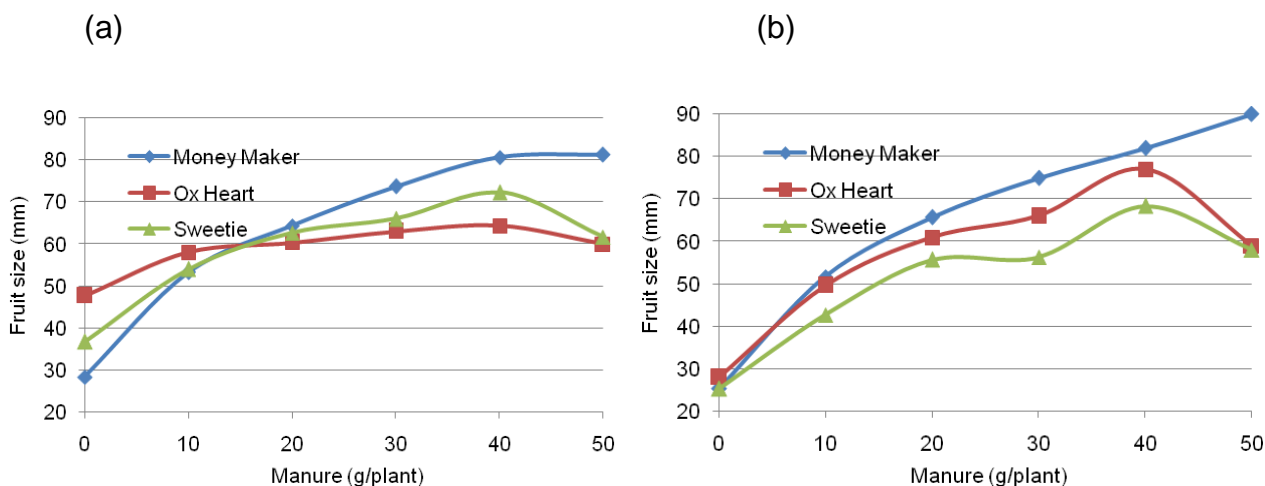 (a)
90
80
70
60
50
40
30
20
Fruit size (mm)
Money Maker
Ox Heart
Sweetie
0 10 20 30 40 50
Manure (g/plant)
(b)
90
80
70
60
50
40
30
20
Fruit size (mm)
Money Maker
Ox Heart
Sweetie
0 10 20 30 40 50
Manure (g/plant)